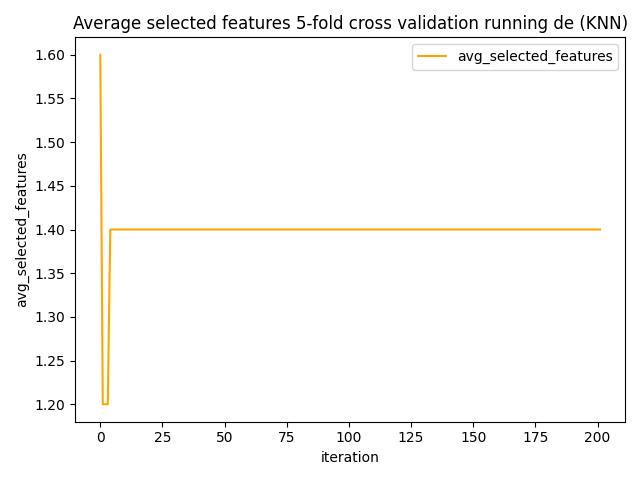 Average selected features 5-fold cross validation running de (KNN)
avg_selected_features
avg_selected_features
1.60
1.55
1.50
1.45
1.40
1.35
1.30
1.25
1.20
0 25 50 75 100 125 150 175 200
iteration